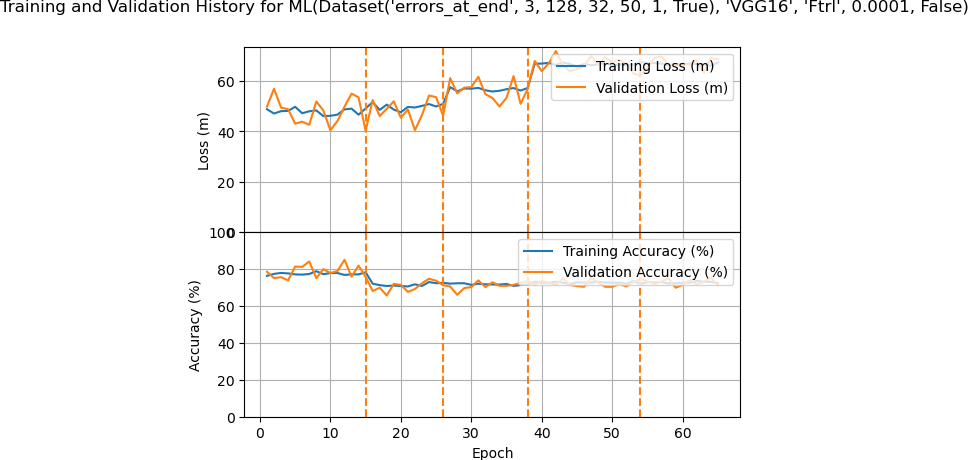 Training and Validation History for ML(Dataset('errors_at_end', 3, 128, 32, 50, 1, True), 'VGG16', 'Ftrl', 0.0001, False)
60
40
20
0
Loss (m)
Training Loss (m)
Validation Loss (m)
100
80
60
40
20
0
Accuracy (%)
Training Accuracy (%)
Validation Accuracy (%)
0 10 20 30 40 50 60
Epoch